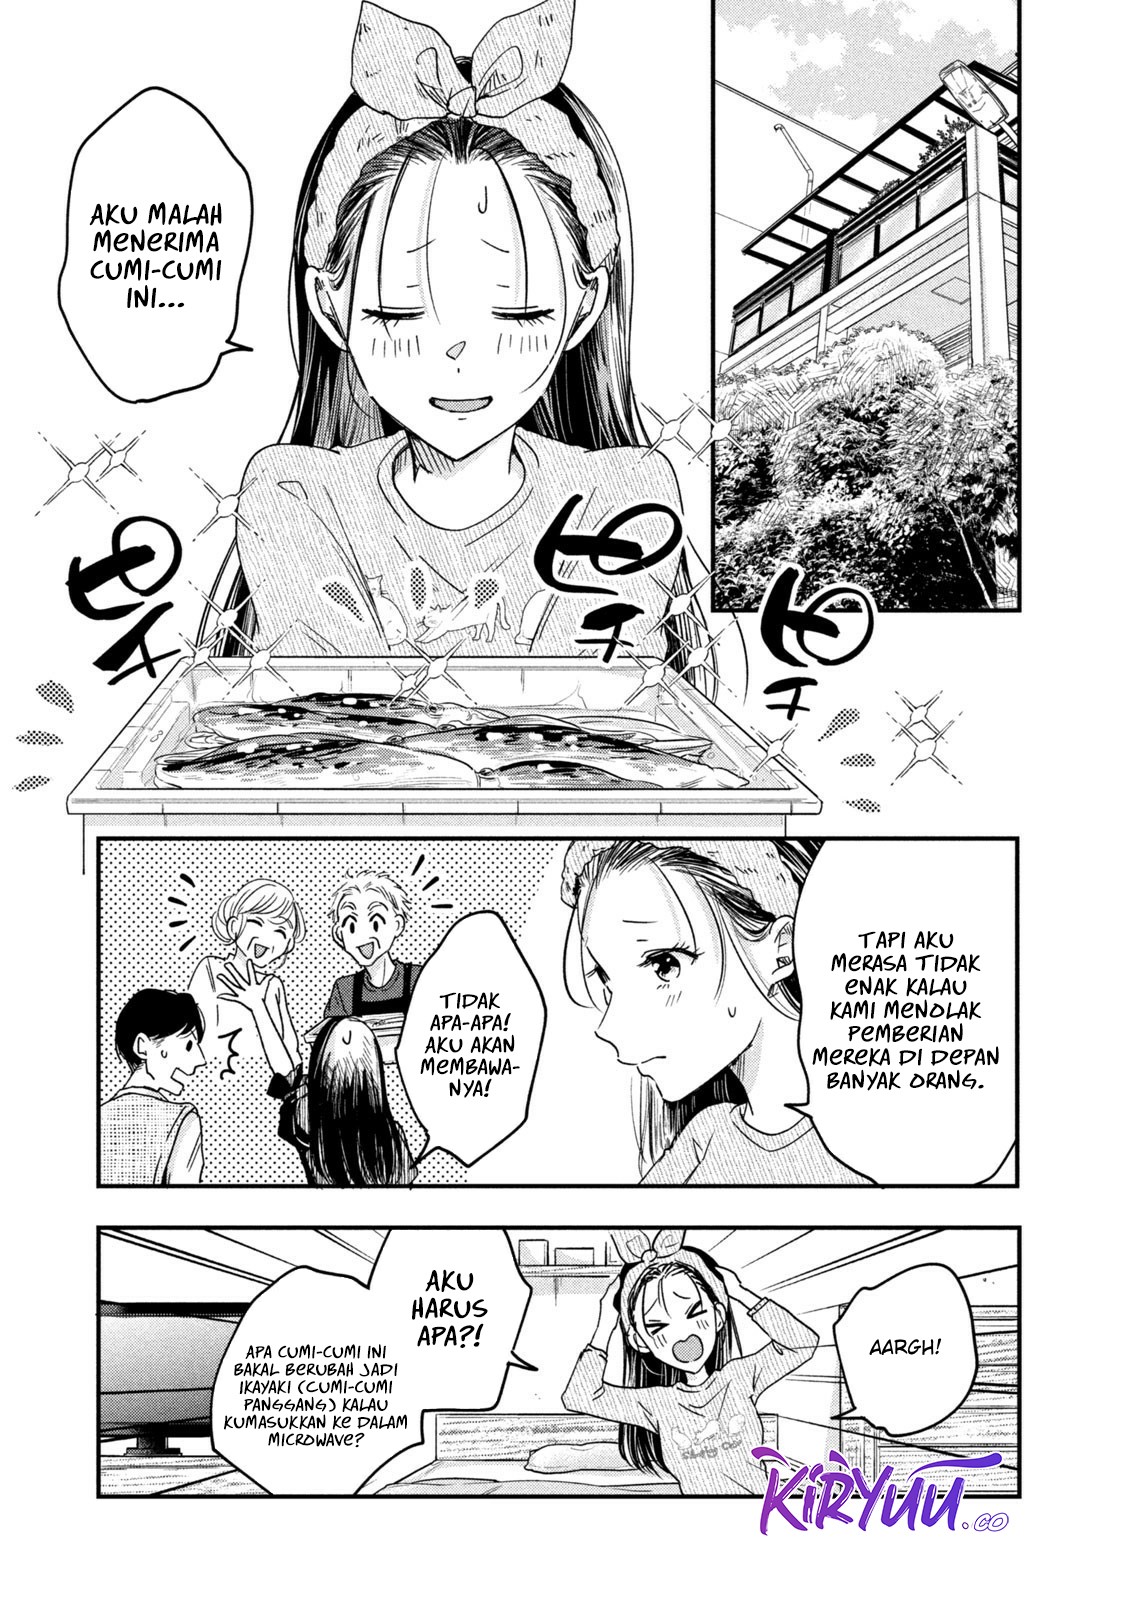 AKU MALAH
MENERIMA
CUMI-CUMI
INI...
ピチ
ピチ
ピチ
TAPI AKU
MERASA TIDAK
ENAK KALAU
KAMI MENOLAK
PEMBERIAN
MEREKA DI DEPAN
BANYAK ORANG.
TIDAK
APA-APA!
AKU AKAN
MEMBAWA-
NYA!
AARGH!
AKU
HARUS
APA?!
APA CUMI-CUMI INI
BAKAL BERUBAH JADI
IKAYAKI (CUMI-CUMI
PANGGANG) KALAU
KUMASUKKAN KE DALAM
MICROWAVE?
KIRYUU.CO